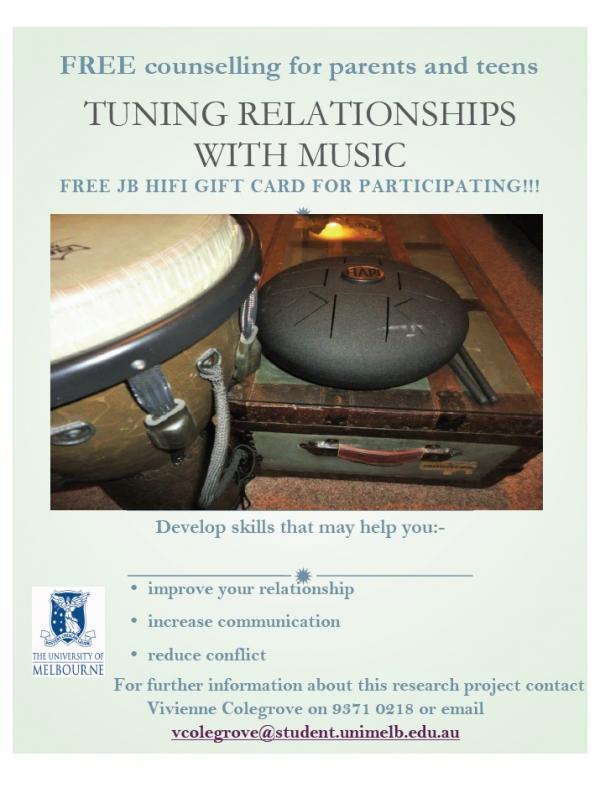 FREE counselling for parents and teens
TUNING RELATIONSHIPS
WITH MUSIC
FREE JB HIFI GIFT CARD FOR PARTICIPATING!!!
HAPI
Develop skills that may help you:-
• improve your relationship
• increase communication
• reduce conflict
THE UNIVERSITY OF
MELBOURNE
For further information about this research project contact
Vivienne Colegrove on 9371 0218 or email
vcolegrove@student.unimelb.edu.au